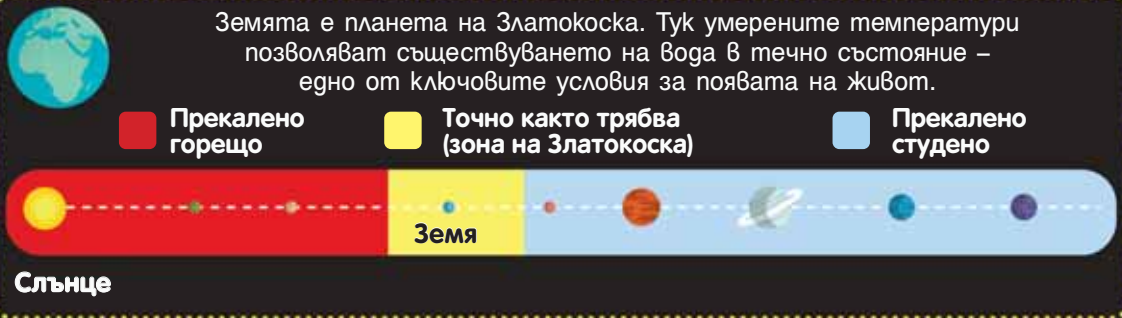 Земята е планета на Златокоска. Тук умерените температури
позволяват съществуването на вода в течно състояние –
едно от ключовите условия за появата на живот.
Прекалено
горещо
Точно както трябва
(зона на Златокоска)
Прекалено
студено
Земя
Слънце